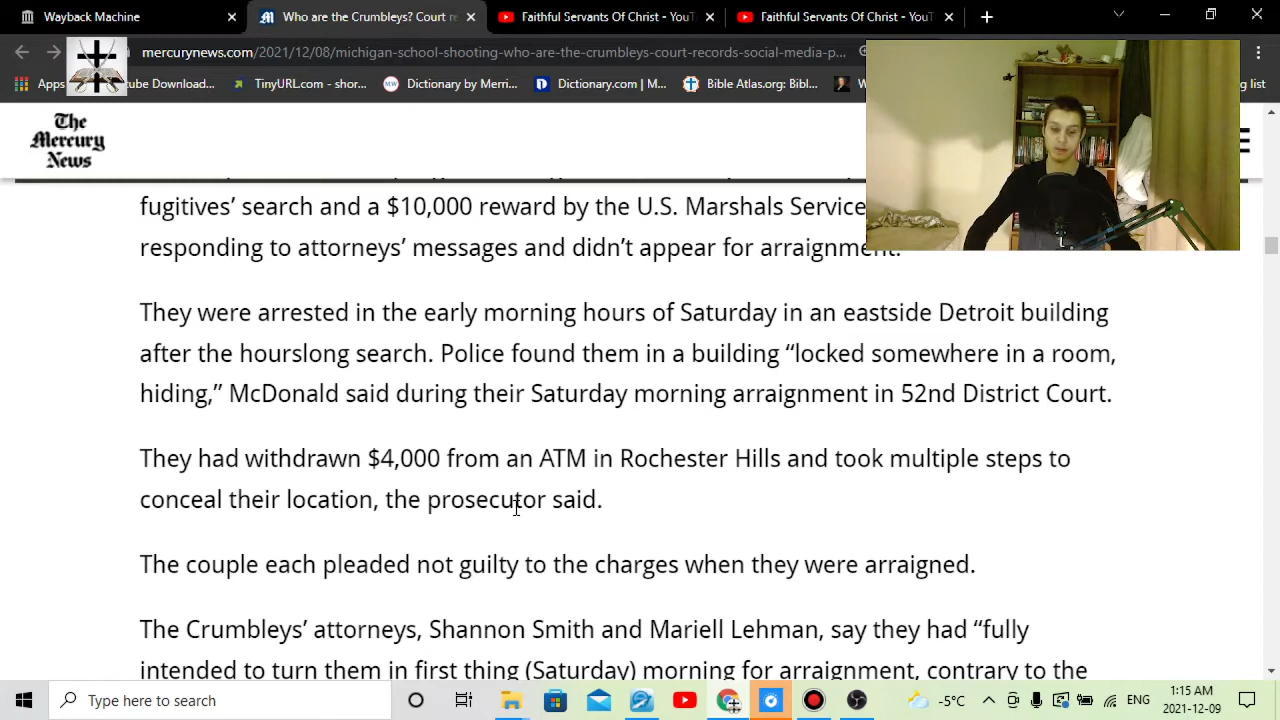 Messages
Who are the Crumbleys? Court re
Faithful Servants Of Christ - YouT
Faithful Servants Of Christ - YouT
mercurynews.com/2021/12/08/michigan-school-shooting-who-are-the-crumbleys-court-records-social-media-p...
Apps
tube Download...
TinyURL.com - shor...
MW
Dictionary by Merri...
Dictionary.com | M...
Bible Atlas.org: Bibl...
ng list
The
Mercury
News
fugitives’ search and a $10,000 reward by the U.S. Marshals Service
responding to attorneys’ messages and didn’t appear for arraignment.
They were arrested in the early morning hours of Saturday in an eastside Detroit building
after the hourslong search. Police found them in a building “locked somewhere in a room,
hiding,” McDonald said during their Saturday morning arraignment in 52nd District Court.
They had withdrawn $4,000 from an ATM in Rochester Hills and took multiple steps to
conceal their location, the prosecutor said.
The couple each pleaded not guilty to the charges when they were arraigned.
The Crumbleys’ attorneys, Shannon Smith and Mariell Lehman, say they had “fully
intended to turn them in first thing (Saturday) morning for arraignment, contrary to the
Type here to search
-5°C
ENG
1:15 AM
2021-12-09